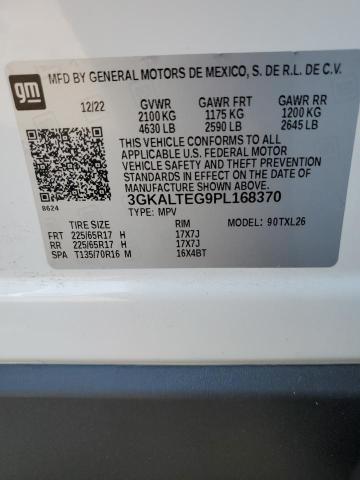 gm
MFD BY GENERAL MOTORS DE MEXICO, S. DE R.L. DE C.V.
12/22 GVWR GAWR FRT GAWR RR
2100 KG 1175 KG 1200 KG
4630 LB 2590 LB 2645 LB
THIS VEHICLE CONFORMS TO ALL
APPLICABLE U.S. FEDERAL MOTOR
VEHICLE SAFETY AND THEFT PREVENTION
STANDARDS IN EFFECT ON THE DATE OF
MANUFACTURE SHOWN ABOVE.
3GKALTEG9PL168370
8624 TYPE: MPV MODEL: 90TXL26
TIRE SIZE RIM
FRT 225/65R17 H 17X7J
RR 225/65R17 H 17X7J
SPA T135/70R16 M 16X4BT